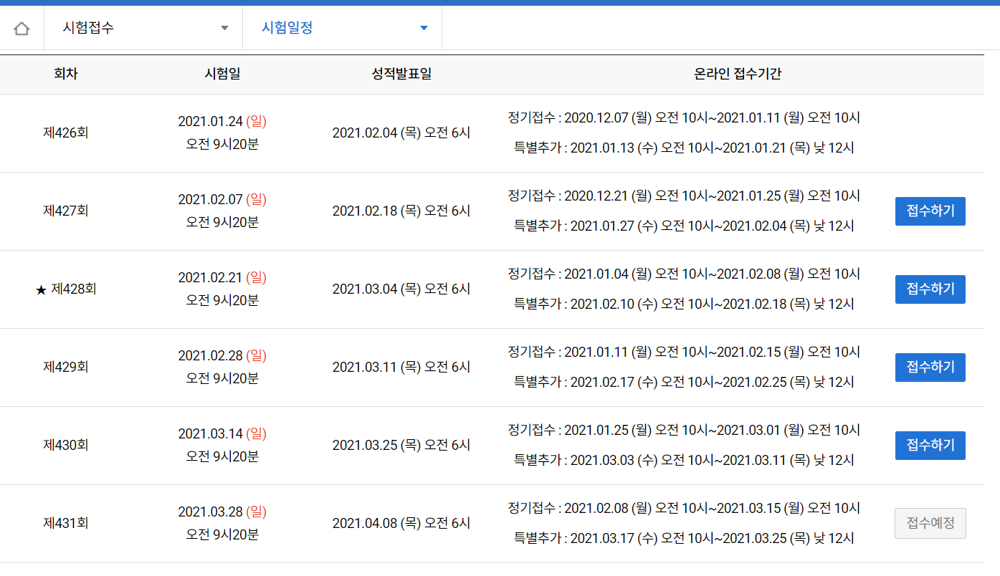 시험접수 시험일정
회차 시험일 성적발표일 온라인 접수기간
제426회
2021.01.24 (일)
오전 9시20분
2021.02.04 (목) 오전 6시
정기접수 : 2020.12.07 (월) 오전 10시~2021.01.11 (월) 오전 10시
특별추가 : 2021.01.13 (수) 오전 10시~2021.01.21 (목) 낮 12시
제427회
2021.02.07 (일)
오전 9시20분
2021.02.18 (목) 오전 6시
정기접수 : 2020.12.21 (월) 오전 10시~2021.01.25 (월) 오전 10시
특별추가 : 2021.01.27 (수) 오전 10시~2021.02.04 (목) 낮 12시
접수하기
★ 제428회
2021.02.21 (일)
오전 9시20분
2021.03.04 (목) 오전 6시
정기접수 : 2021.01.04 (월) 오전 10시~2021.02.08 (월) 오전 10시
특별추가 : 2021.02.10 (수) 오전 10시~2021.02.18 (목) 낮 12시
접수하기
제429회
2021.02.28 (일)
오전 9시20분
2021.03.11 (목) 오전 6시
정기접수 : 2021.01.11 (월) 오전 10시~2021.02.15 (월) 오전 10시
특별추가 : 2021.02.17 (수) 오전 10시~2021.02.25 (목) 낮 12시
접수하기
제430회
2021.03.14 (일)
오전 9시20분
2021.03.25 (목) 오전 6시
정기접수 : 2021.01.25 (월) 오전 10시~2021.03.01 (월) 오전 10시
특별추가 : 2021.03.03 (수) 오전 10시~2021.03.11 (목) 낮 12시
접수하기
제431회
2021.03.28 (일)
오전 9시20분
2021.04.08 (목) 오전 6시
정기접수 : 2021.02.08 (월) 오전 10시~2021.03.15 (월) 오전 10시
특별추가 : 2021.03.17 (수) 오전 10시~2021.03.25 (목) 낮 12시
접수예정